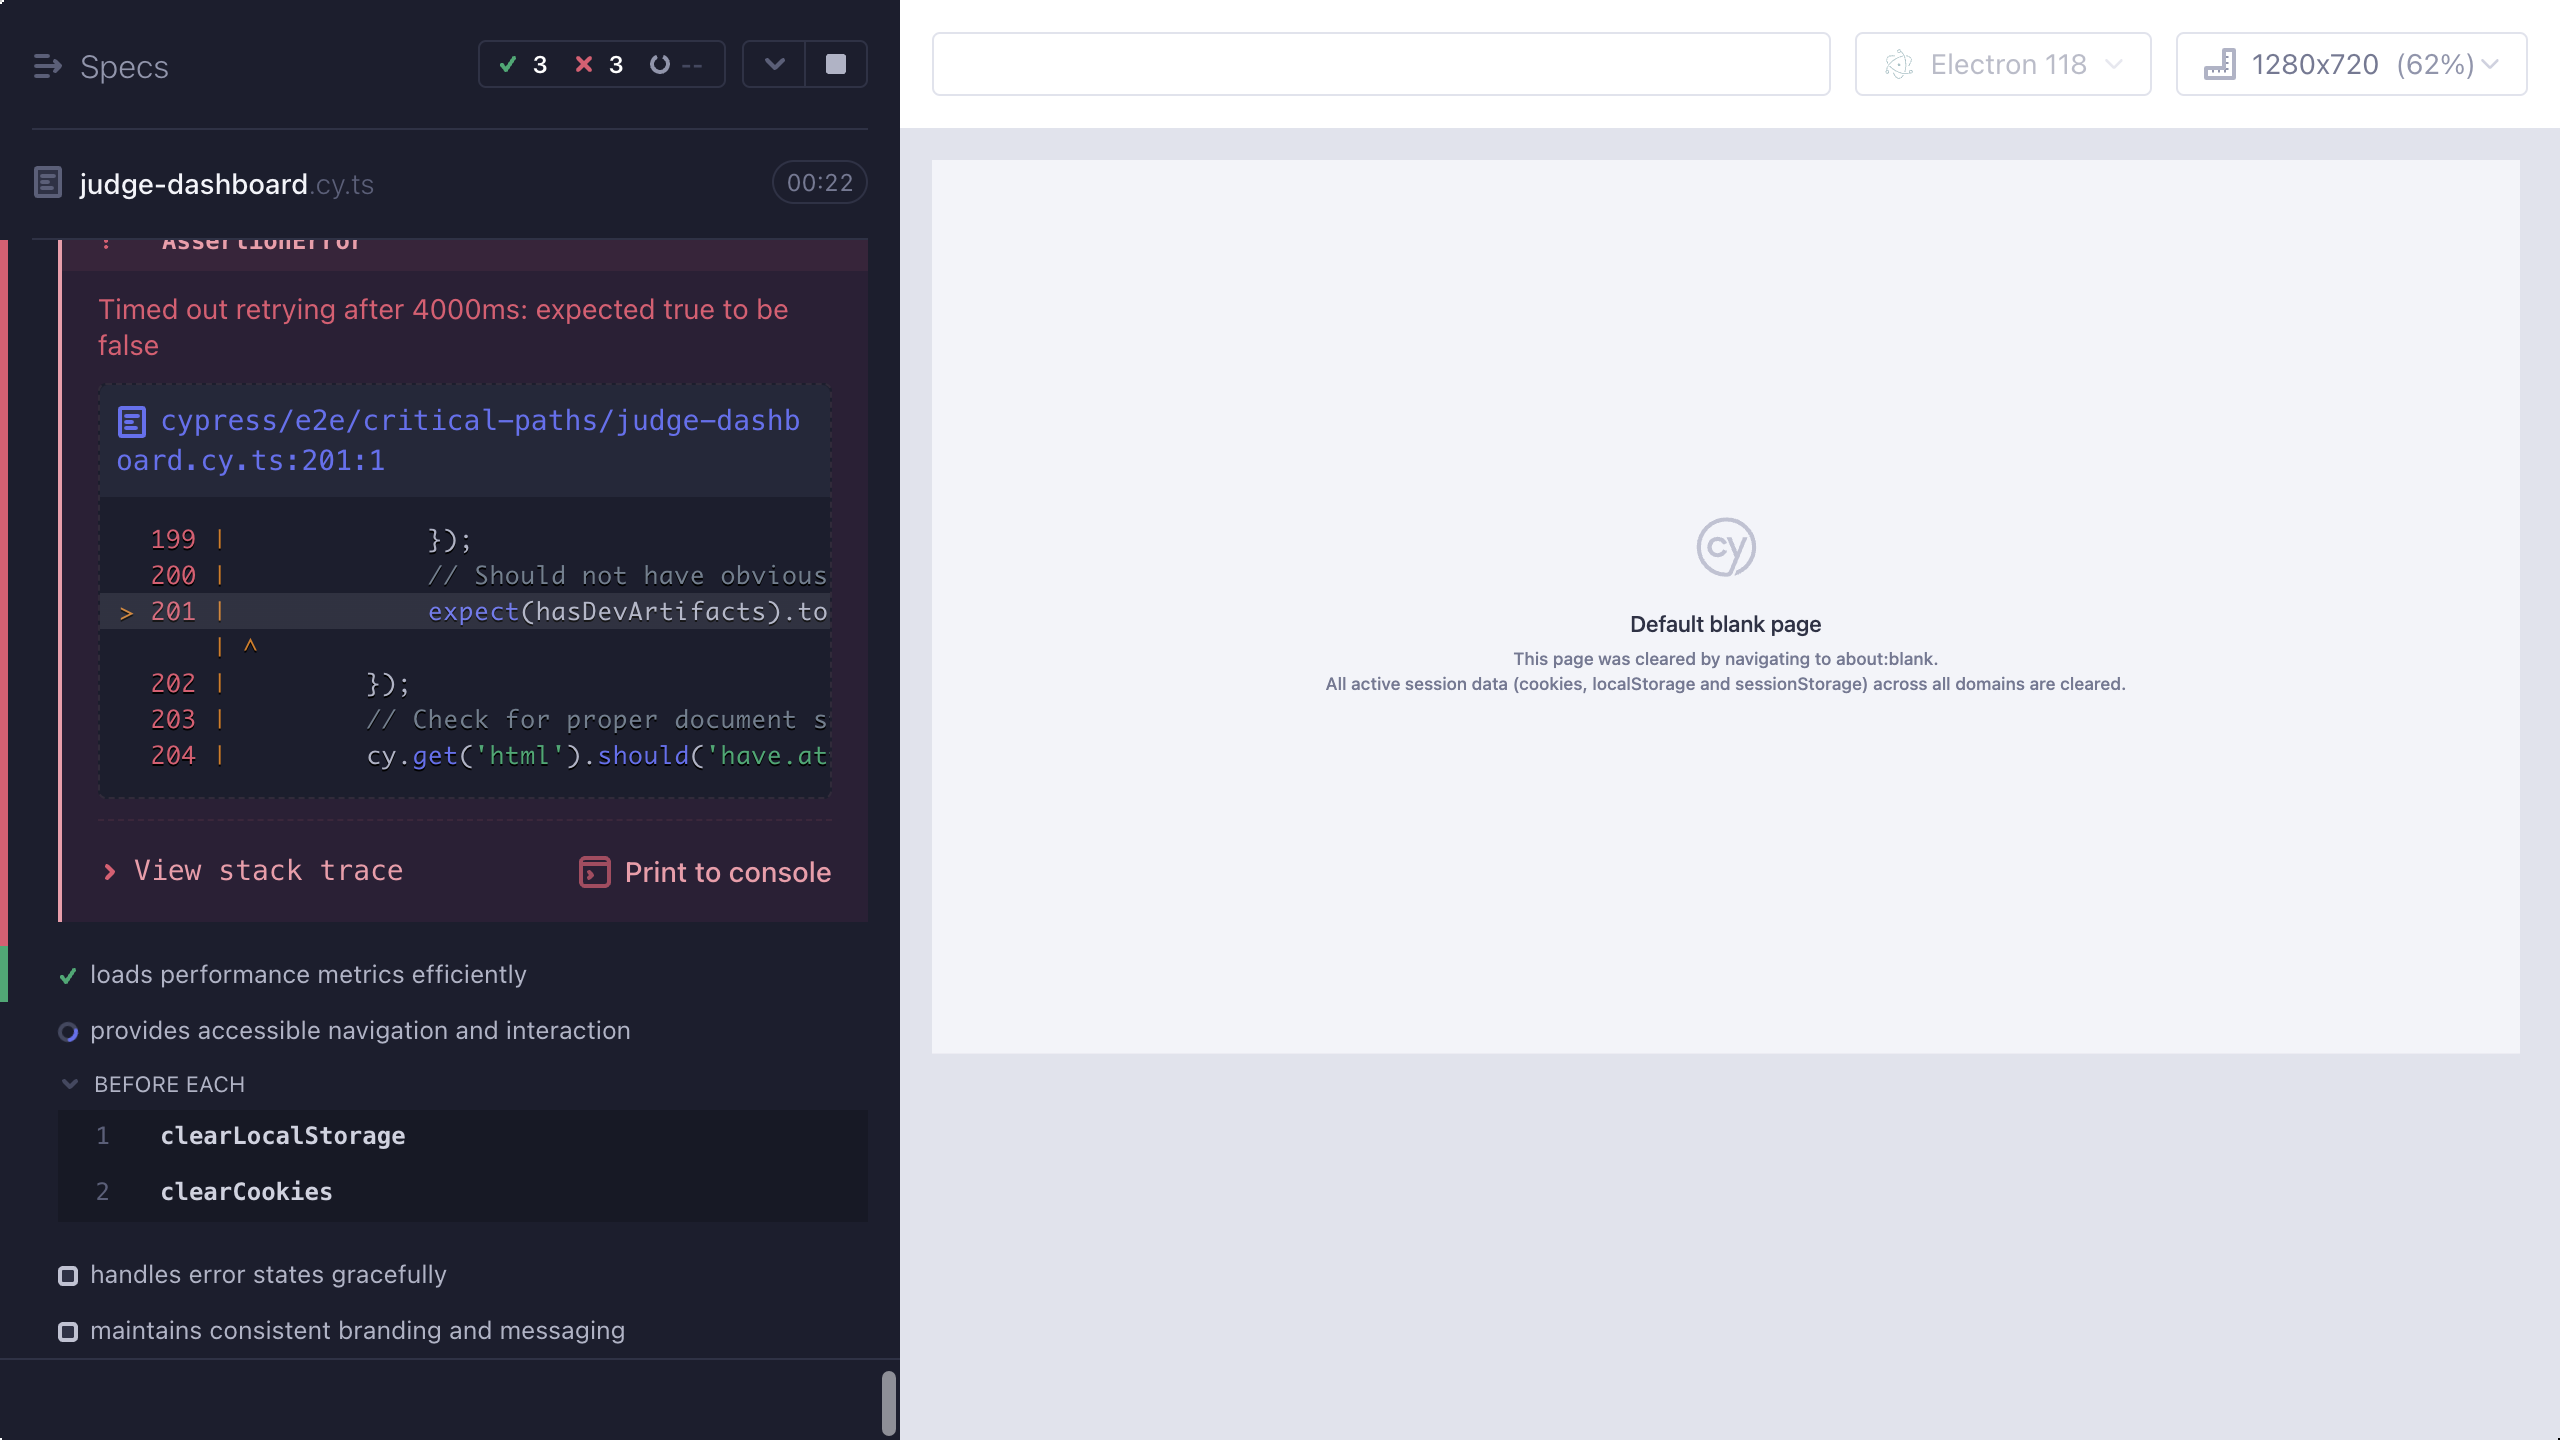 Specs
3 3 --
judge-dashboard.cy.ts
00:22
AssertionError
Timed out retrying after 4000ms: expected true to be
false
cypress/e2e/critical-paths/judge-dashb
oard.cy.ts:201:1
199 | });
200 | // Should not have obvious
> 201 | expect(hasDevArtifacts).to
| ^
202 | });
203 | // Check for proper document s
204 | cy.get('html').should('have.at
View stack trace
Print to console
loads performance metrics efficiently
provides accessible navigation and interaction
BEFORE EACH
1 clearLocalStorage
2 clearCookies
handles error states gracefully
maintains consistent branding and messaging
Electron 118
1280x720 (62%)
cy
Default blank page
This page was cleared by navigating to about:blank.
All active session data (cookies, localStorage and sessionStorage) across all domains are cleared.